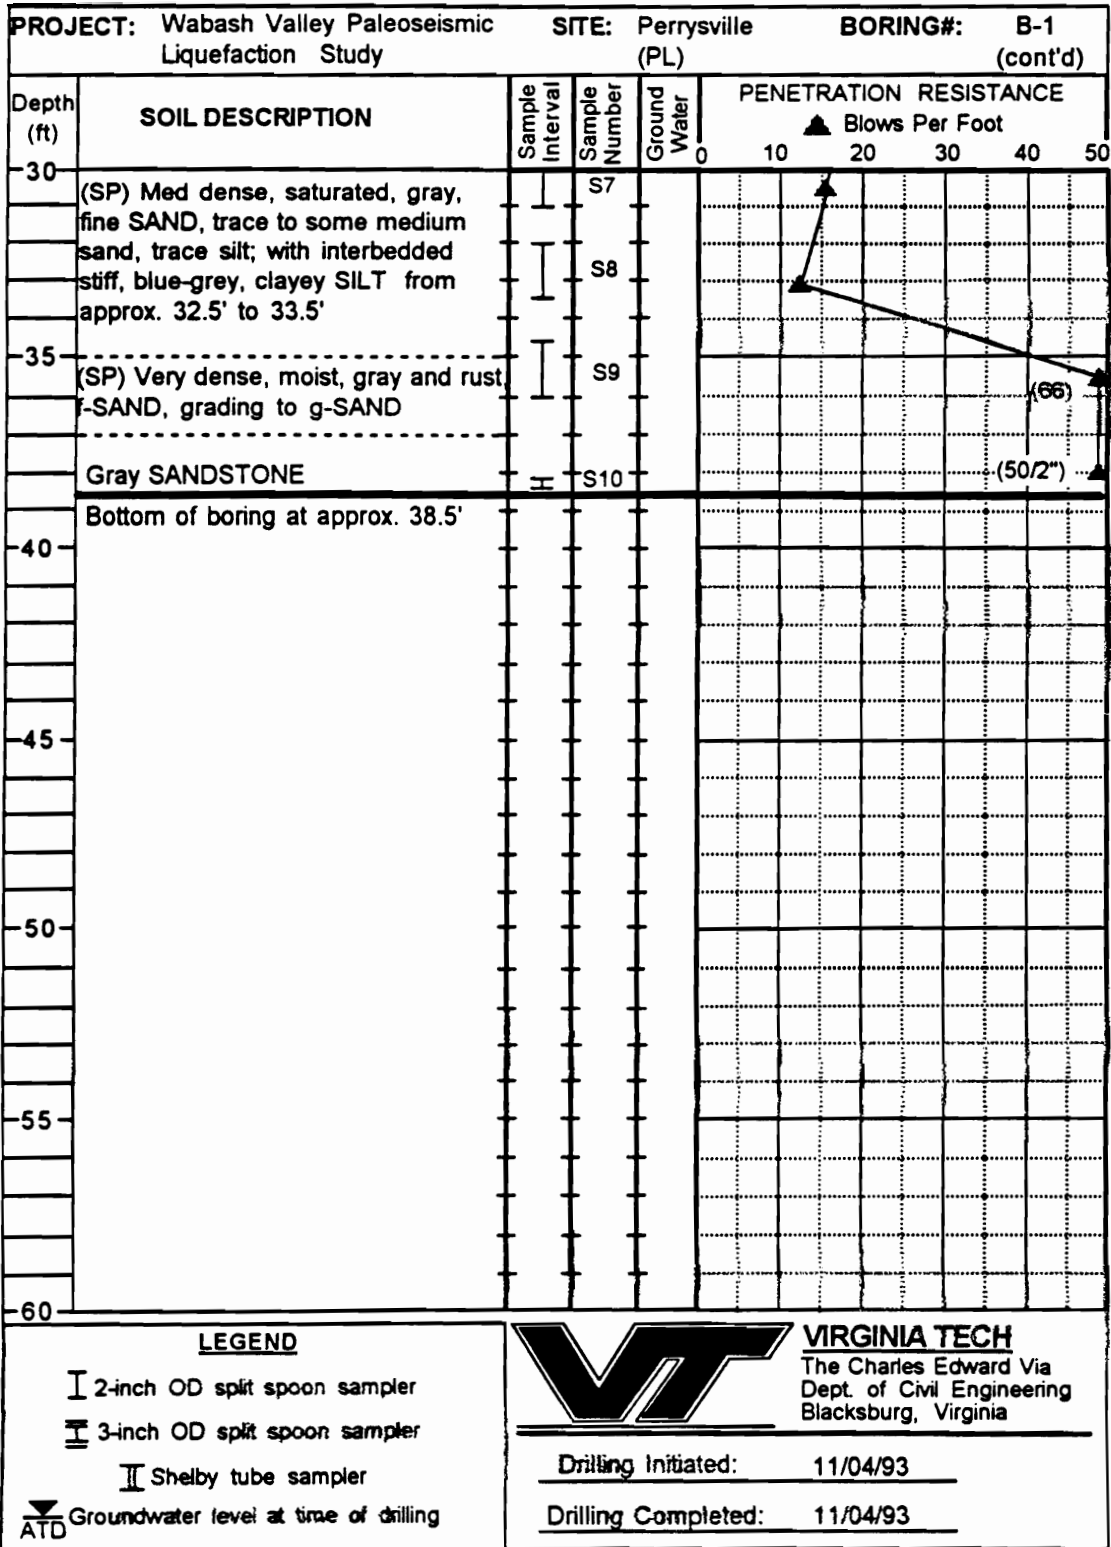 PROJECT: Wabash Valley Paleoseismic Liquefaction Study
SITE: Perrysville (PL)
BORING#: B-1 (cont'd)
Depth (ft)
SOIL DESCRIPTION
Sample Interval
Sample Number
Ground Water
PENETRATION RESISTANCE
Blows Per Foot
0 10 20 30 40 50
30
(SP) Med dense, saturated, gray,
fine SAND, trace to some medium
sand, trace silt; with interbedded
stiff, blue-grey, clayey SILT from
approx. 32.5' to 33.5'
S7
S8
35
(SP) Very dense, moist, gray and rust,
f-SAND, grading to g-SAND
S9
(66)
Gray SANDSTONE
S10
(50/2")
Bottom of boring at approx. 38.5'
40
45
50
55
60
LEGEND
2-inch OD split spoon sampler
3-inch OD split spoon sampler
Shelby tube sampler
ATD Groundwater level at time of drilling
VT
VIRGINIA TECH
The Charles Edward Via
Dept. of Civil Engineering
Blacksburg, Virginia
Drilling Initiated: 11/04/93
Drilling Completed: 11/04/93